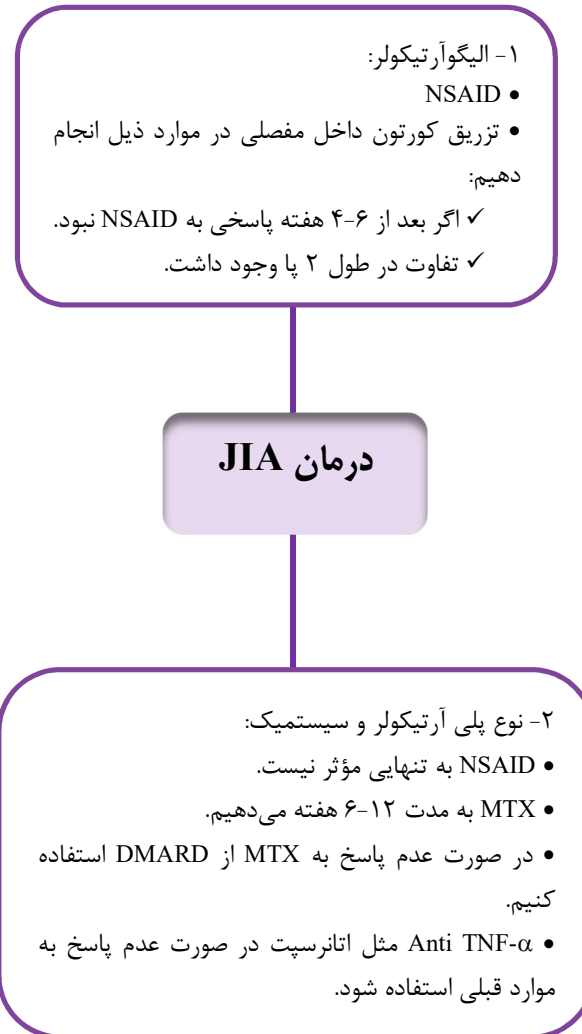 ۱- الیگوآرتیکولر:
• NSAID
• تزریق کورتون داخل مفصلی در موارد ذیل انجام
دهیم:
✓ اگر بعد از ۶-۴ هفته پاسخی به NSAID نبود.
✓ تفاوت در طول ۲ پا وجود داشت.
درمان JIA
۲- نوع پلی آرتیکولر و سیستمیک:
• NSAID به تنهایی مؤثر نیست.
• MTX به مدت ۱۲-۶ هفته می‌دهیم.
• در صورت عدم پاسخ به MTX از DMARD استفاده
کنیم.
• Anti TNF-α مثل اتانرسپت در صورت عدم پاسخ به
موارد قبلی استفاده شود.